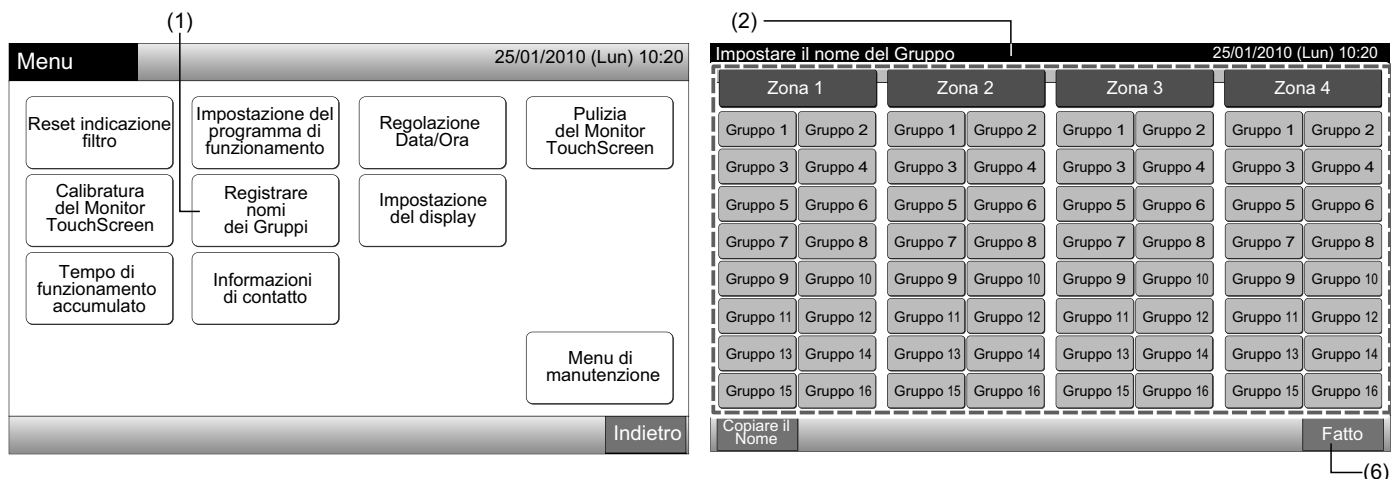 (1)
Menu
25/01/2010 (Lun) 10:20
Reset indicazione
filtro
Impostazione del
programma di
funzionamento
Regolazione
Data/Ora
Pulizia
del Monitor
TouchScreen
Calibratura
del Monitor
TouchScreen
Registrare
nomi
dei Gruppi
Impostazione
del display
Tempo di
funzionamento
accumulato
Informazioni
di contatto
Menu di
manutenzione
Indietro
(2)
Impostare il nome del Gruppo 25/01/2010 (Lun) 10:20
Zona 1 Zona 2 Zona 3 Zona 4
Gruppo 1 Gruppo 2 Gruppo 1 Gruppo 2 Gruppo 1 Gruppo 2 Gruppo 1 Gruppo 2
Gruppo 3 Gruppo 4 Gruppo 3 Gruppo 4 Gruppo 3 Gruppo 4 Gruppo 3 Gruppo 4
Gruppo 5 Gruppo 6 Gruppo 5 Gruppo 6 Gruppo 5 Gruppo 6 Gruppo 5 Gruppo 6
Gruppo 7 Gruppo 8 Gruppo 7 Gruppo 8 Gruppo 7 Gruppo 8 Gruppo 7 Gruppo 8
Gruppo 9 Gruppo 10 Gruppo 9 Gruppo 10 Gruppo 9 Gruppo 10 Gruppo 9 Gruppo 10
Gruppo 11 Gruppo 12 Gruppo 11 Gruppo 12 Gruppo 11 Gruppo 12 Gruppo 11 Gruppo 12
Gruppo 13 Gruppo 14 Gruppo 13 Gruppo 14 Gruppo 13 Gruppo 14 Gruppo 13 Gruppo 14
Gruppo 15 Gruppo 16 Gruppo 15 Gruppo 16 Gruppo 15 Gruppo 16 Gruppo 15 Gruppo 16
Copiare il
Nome
Fatto
(6)